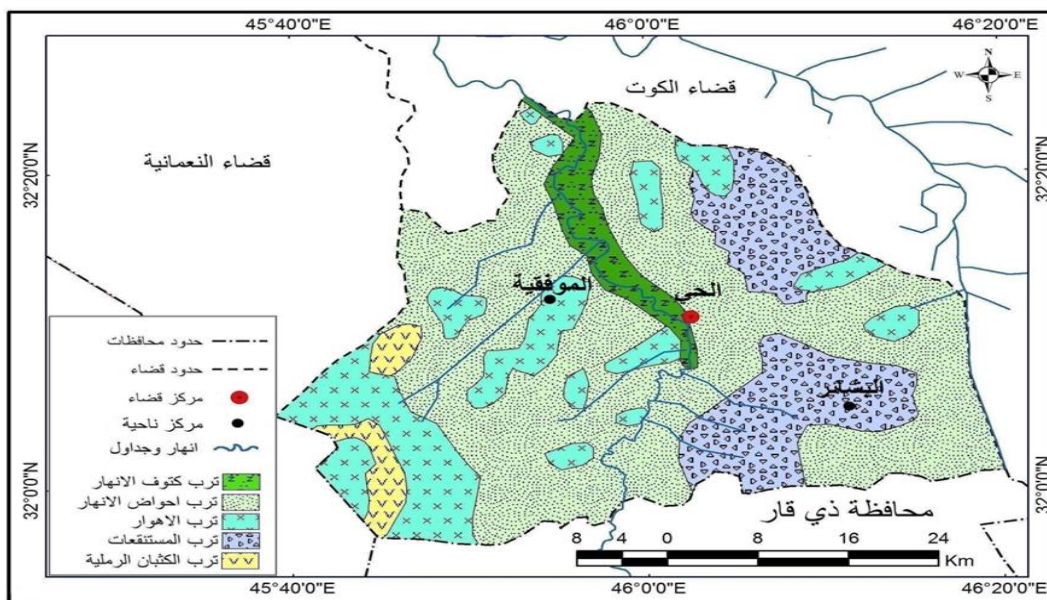 45°40'0"E 46°0'0"E 46°20'0"E
N
W E
S
قضاء الكوت
قضاء النعمانية
32°20'0"N 32°20'0"N
الموفقية
الحي
حدود محافظات
حدود قضاء
مركز قضاء
مركز ناحية
انهار وجداول
ترب كتوف الانهار
ترب احواض الانهار
ترب الاهوار
ترب المستنقعات
ترب الكثبان الرملية
32°0'0"N 32°0'0"N
محافظة ذي قار
8 4 0 8 16 24
Km
45°40'0"E 46°0'0"E 46°20'0"E